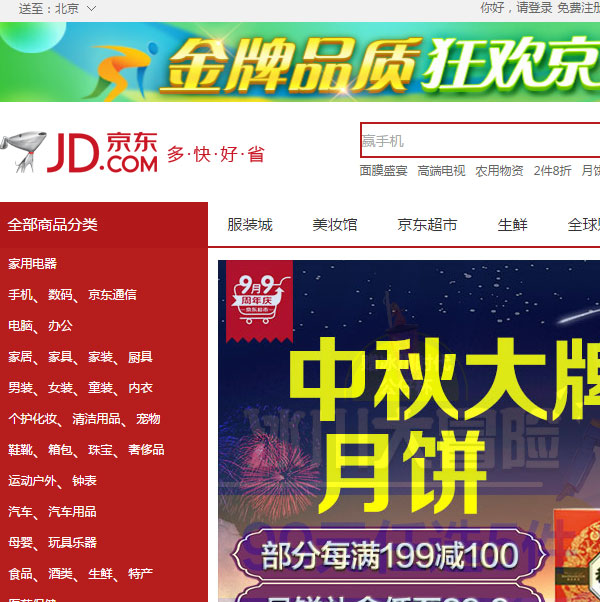 送至：北京
你好，请登录 免费注册
金牌品质 狂欢京
JD.COM 京东 多·快·好·省
赢手机
面膜盛宴 高端电视 农用物资 2件8折 月
全部商品分类 服装城 美妆馆 京东超市 生鲜 全球
家用电器
手机、数码、京东通信
电脑、办公
家居、家具、家装、厨具
男装、女装、童装、内衣
个护化妆、清洁用品、宠物
鞋靴、箱包、珠宝、奢侈品
运动户外、钟表
汽车、汽车用品
母婴、玩具乐器
食品、酒类、生鲜、特产
9月9
周年庆
京东超市
中秋大牌
月饼
部分每满199减100